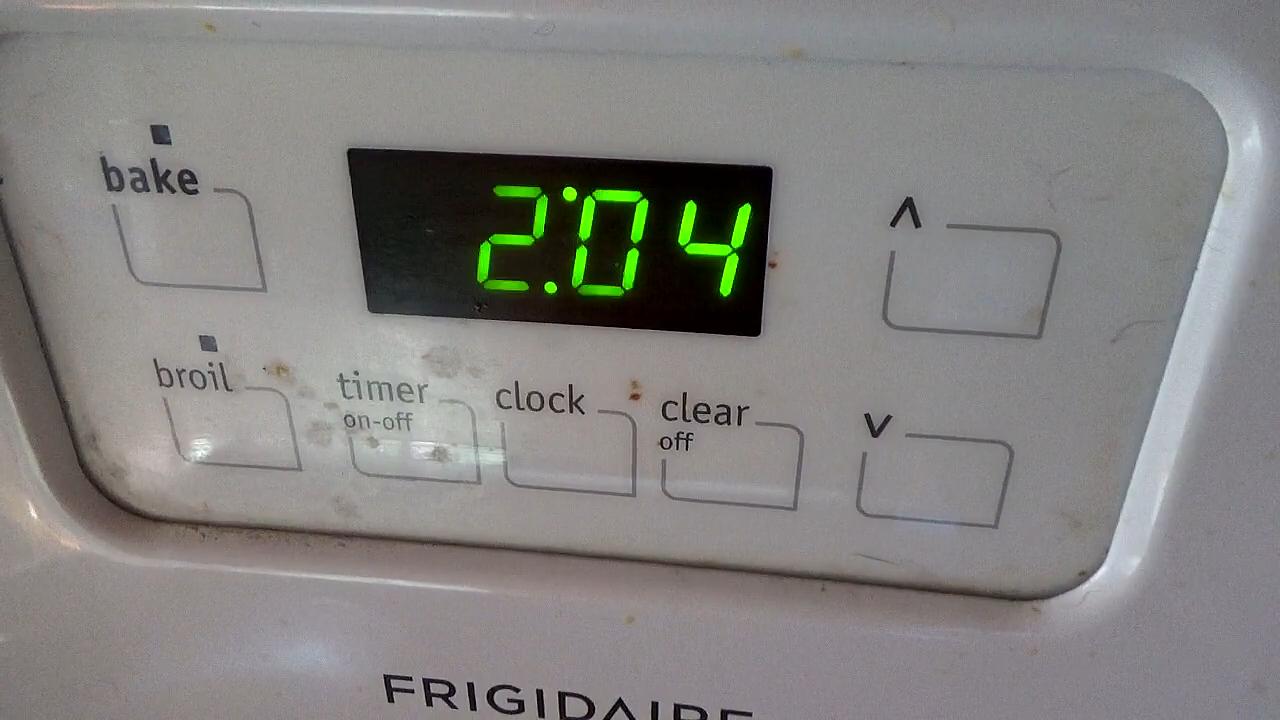 bake
2:04
^
broil
timer
on-off
clock
clear
off
v
FRIGIDAIRE